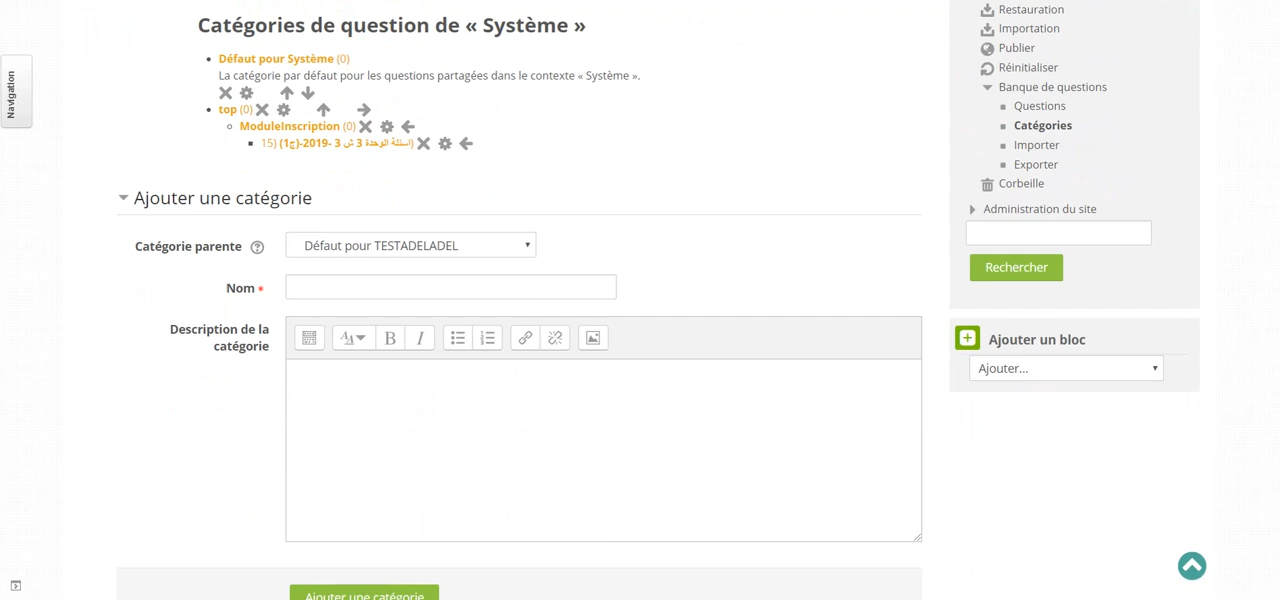 Catégories de question de « Système »
Défaut pour Système (0)
La catégorie par défaut pour les questions partagées dans le contexte « Système ».
top (0)
ModuleInscription (0)
اسئلة الوحدة 3 ش 3 -2019-(ج1) (15)
Ajouter une catégorie
Catégorie parente
Défaut pour TESTADELADEL
Nom
Description de la
catégorie
Ajouter une catégorie
Navigation
Restauration
Importation
Publier
Réinitialiser
Banque de questions
Questions
Catégories
Importer
Exporter
Corbeille
Administration du site
Rechercher
Ajouter un bloc
Ajouter...